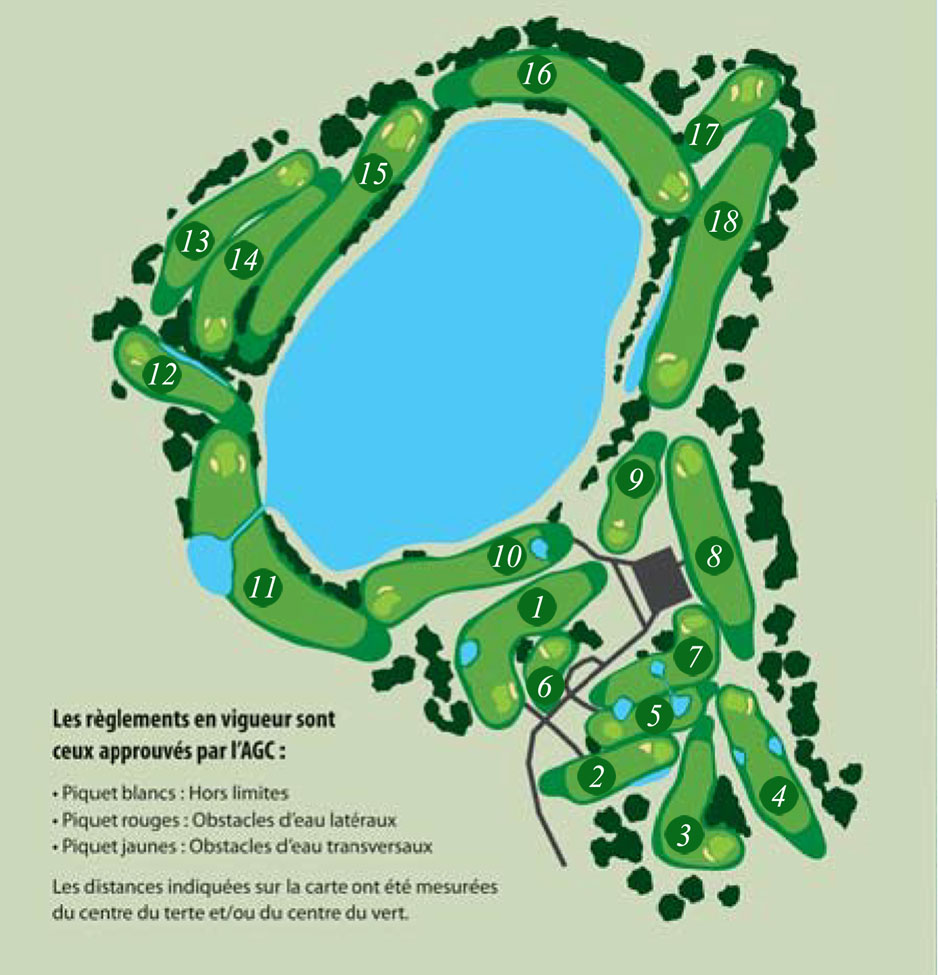 16
17
15
18
13
14
12
9
8
10
11
1
7
6
5
2
4
3
Les règlements en vigueur sont
ceux approuvés par l'AGC :
• Piquet blancs : Hors limites
• Piquet rouges : Obstacles d'eau latéraux
• Piquet jaunes : Obstacles d'eau transversaux
Les distances indiquées sur la carte ont été mesurées
du centre du terte et/ou du centre du vert.